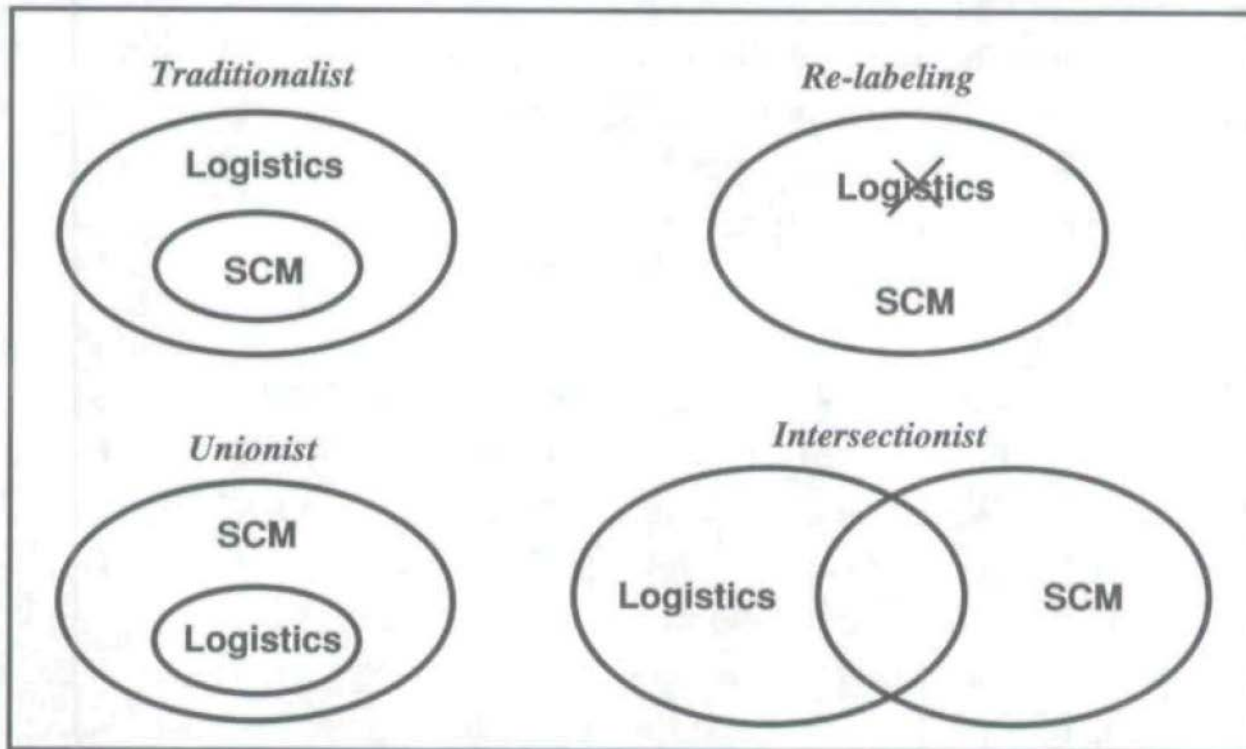 Traditionalist
Logistics
SCM
Re-labeling
Logistics
SCM
Unionist
SCM
Logistics
Intersectionist
Logistics
SCM